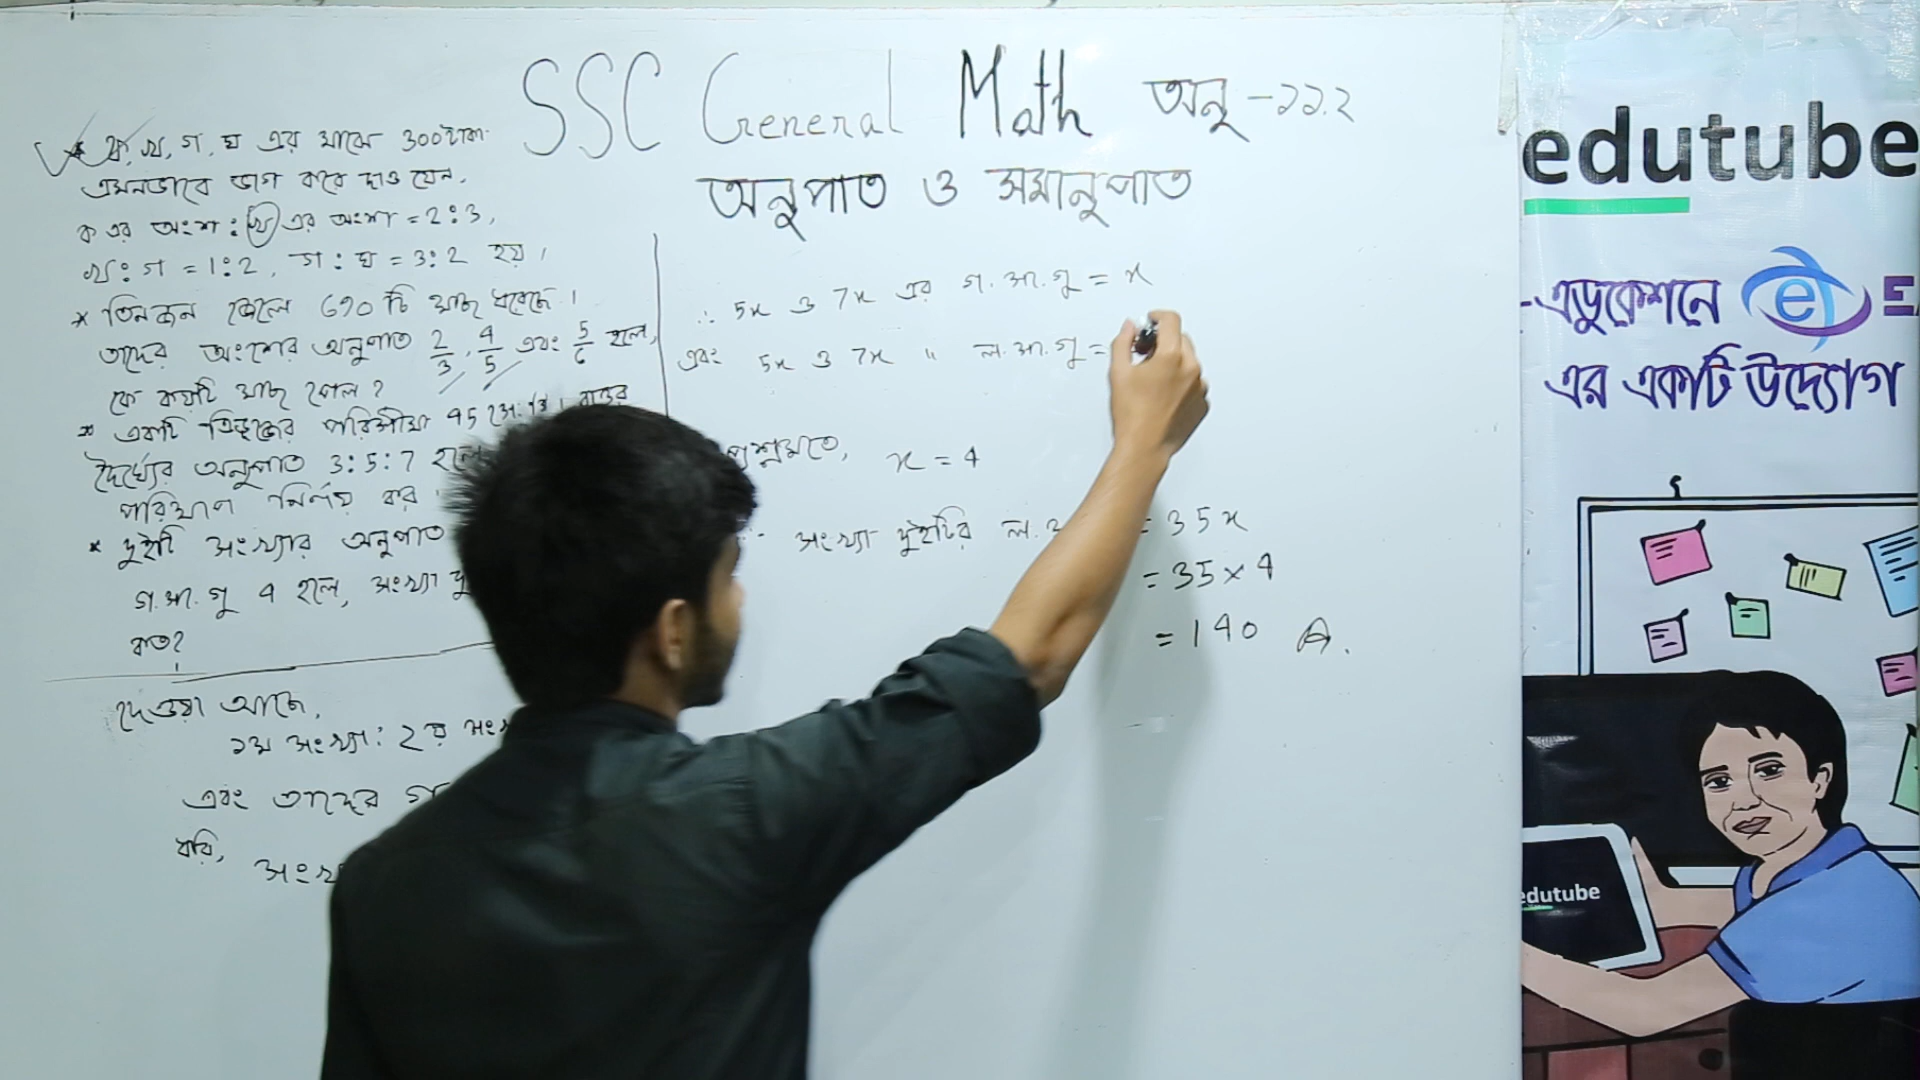 SSC General Math অনু -১১.২
অনুপাত ও সমানুপাত
* ক, খ, গ, ঘ এর মাঝে 300 টাকা
এমনভাবে ভাগ করে দাও যেন,
ক এর অংশ : খ এর অংশ = 2:3,
খ : গ = 1:2, গ : ঘ = 3:2 হয়।
* তিনজন জেলে ৬৯০ টি মাছ ধরেছে।
তাদের অংশের অনুপাত 2/3, 4/5 এবং 5/6 হলে,
কে কয়টি মাছ পেল?
* একটি ত্রিভুজের পরিসীমা 45 সে.মি। বাহুর
দৈর্ঘ্যের অনুপাত 3:5:7 হলে
পরিমাণ নির্ণয় কর।
* দুইটি সংখ্যার অনুপাত
গ.সা.গু 4 হলে, সংখ্যা
কত?
দেওয়া আছে,
১ম সংখ্যা : ২য়
এবং তাদের
ধরি,
∴ 5x ও 7x এর গ.সা.গু = x
এবং 5x ও 7x " ল.সা.গু =
প্রশ্নমতে, x = 4
সংখ্যা দুইটির ল. = 35x
= 35 × 4
= 140 A.
edutube
এডুকেশনে e E
এর একটি উদ্যোগ
edutube